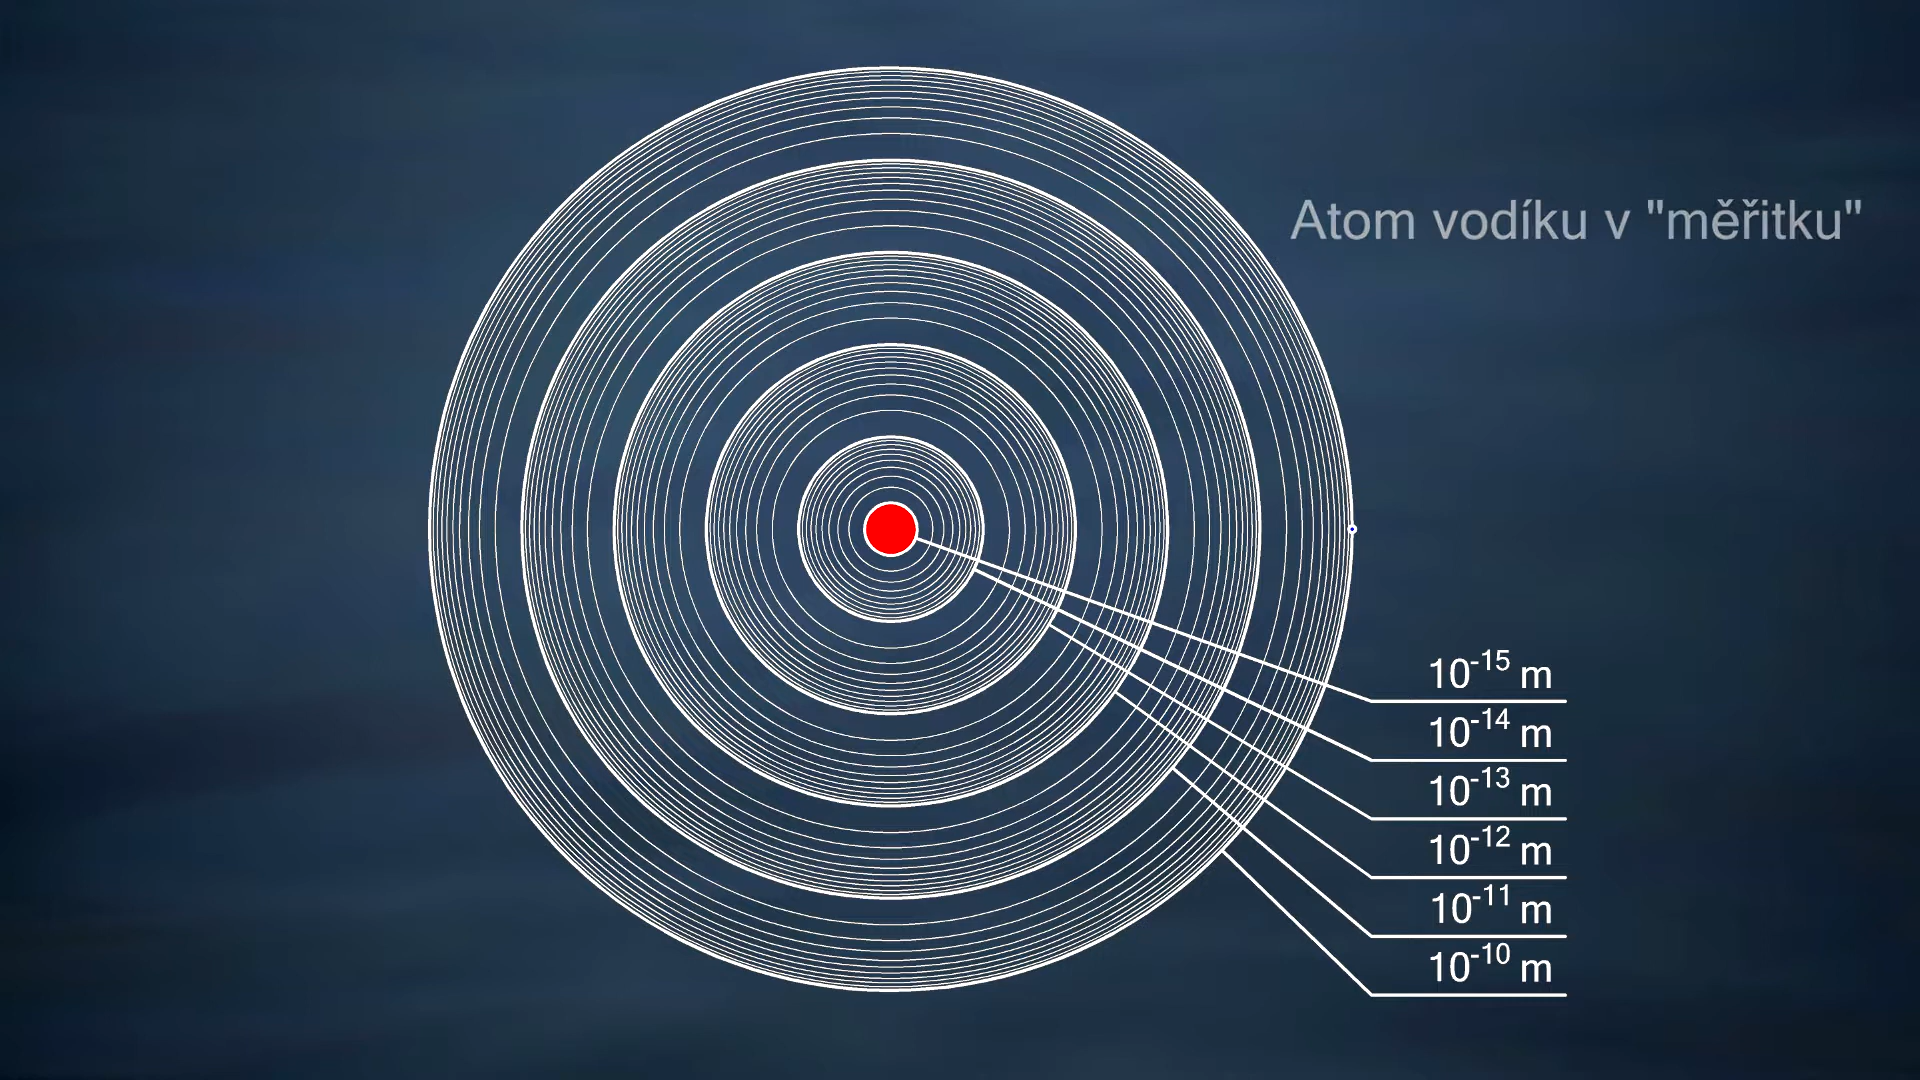 Atom vodíku v "měřitku"
10⁻¹⁵ m
10⁻¹⁴ m
10⁻¹³ m
10⁻¹² m
10⁻¹¹ m
10⁻¹⁰ m